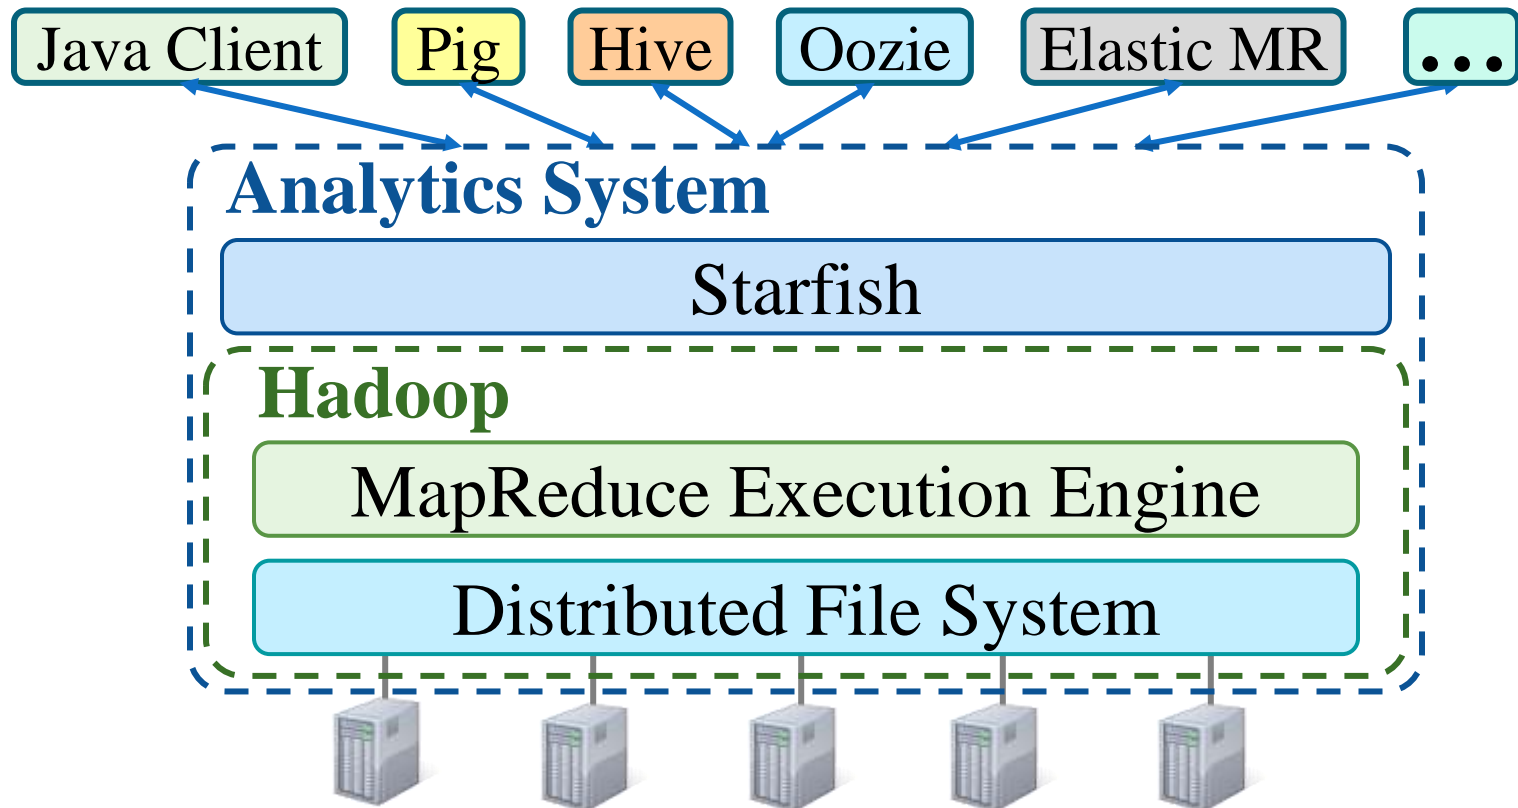 Java Client
Pig
Hive
Oozie
Elastic MR
...
Analytics System
Starfish
Hadoop
MapReduce Execution Engine
Distributed File System